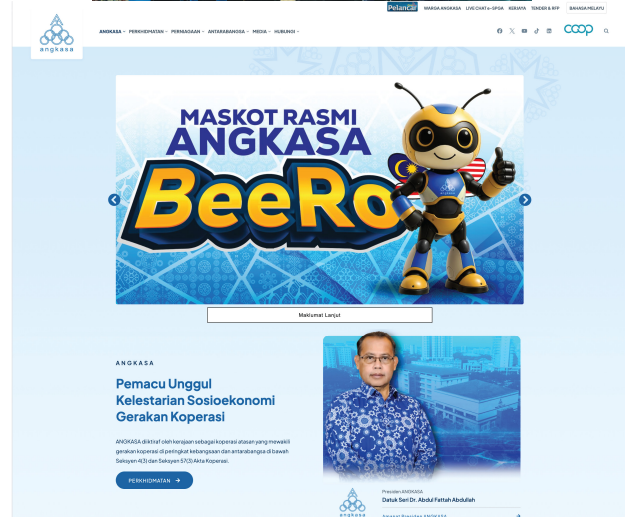 Pelancar WARGA ANGKASA LIVE CHAT e-SPGA KERJAYA TENDER & RFP BAHASA MELAYU
angkasa
ANGKASA PERKHIDMATAN PERNIAGAAN ANTARABANGSA MEDIA HUBUNGI
coop
MASKOT RASMI
ANGKASA
BeeRo
Maklumat Lanjut
ANGKASA
Pemacu Unggul
Kelestarian Sosioekonomi
Gerakan Koperasi
ANGKASA diiktiraf oleh kerajaan sebagai koperasi atasan yang mewakili
gerakan koperasi di peringkat kebangsaan dan antarabangsa di bawah
Seksyen 4(3) dan Seksyen 57(3) Akta Koperasi.
PERKHIDMATAN
Presiden ANGKASA
Datuk Seri Dr. Abdul Fattah Abdullah
angkasa
Amanat Presiden ANGKASA